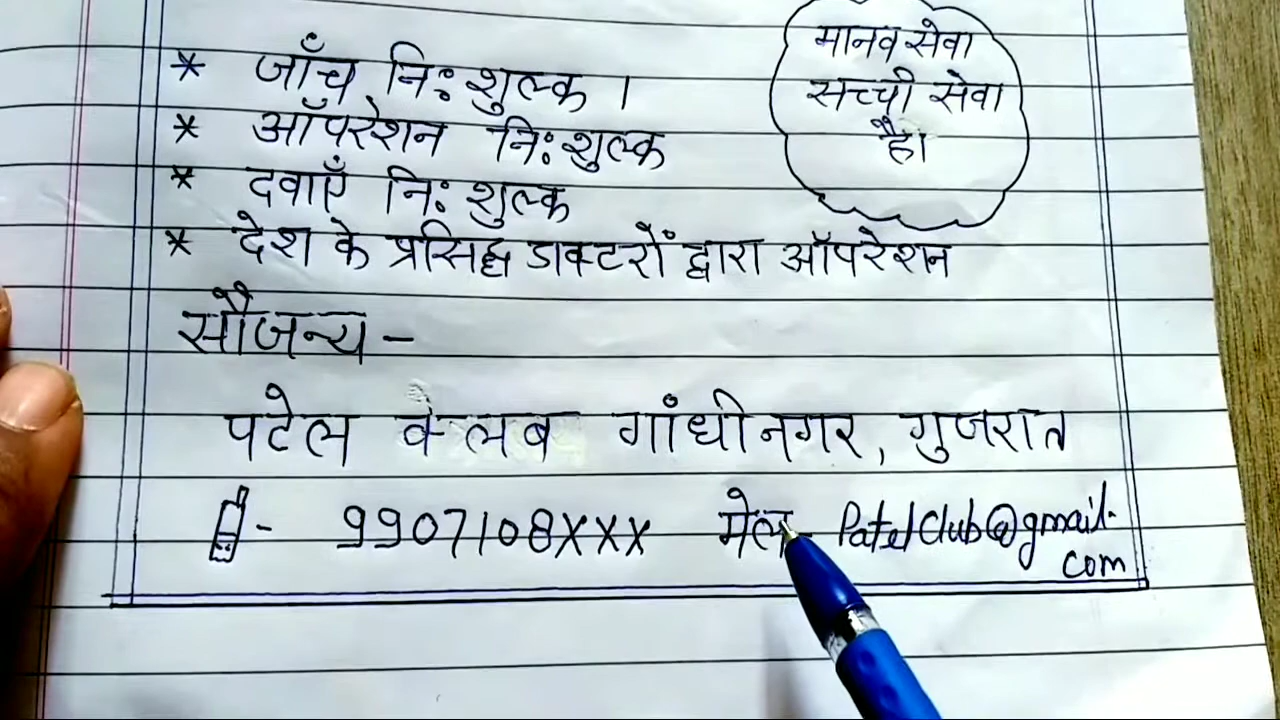 मानव सेवा
सच्ची सेवा
है।
* जाँच निःशुल्क ।
* ऑपरेशन निःशुल्क
* दवाएँ निःशुल्क
* देश के प्रसिद्ध डाक्टरों द्वारा ऑपरेशन
सौजन्य -
पटेल क्लब गांधीनगर, गुजरात
- 9907108XXX मेल - PatelClub@gmail.
com